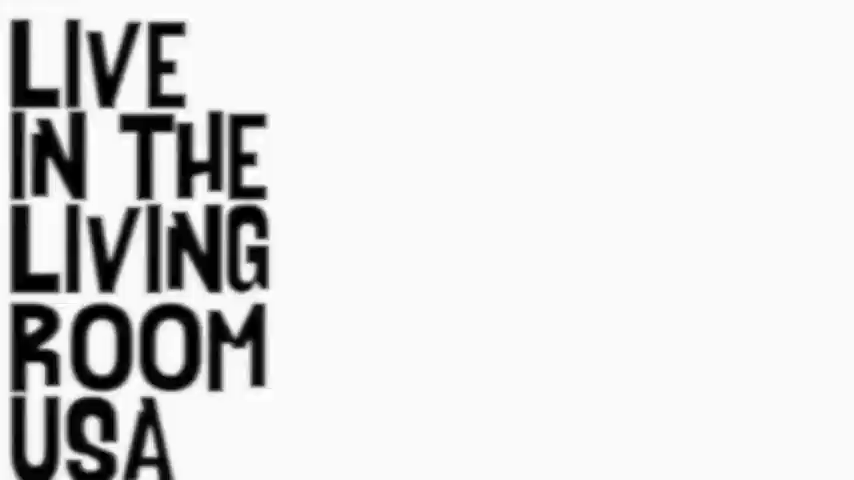 LIVE
IN THE
LIVING
ROOM
USA